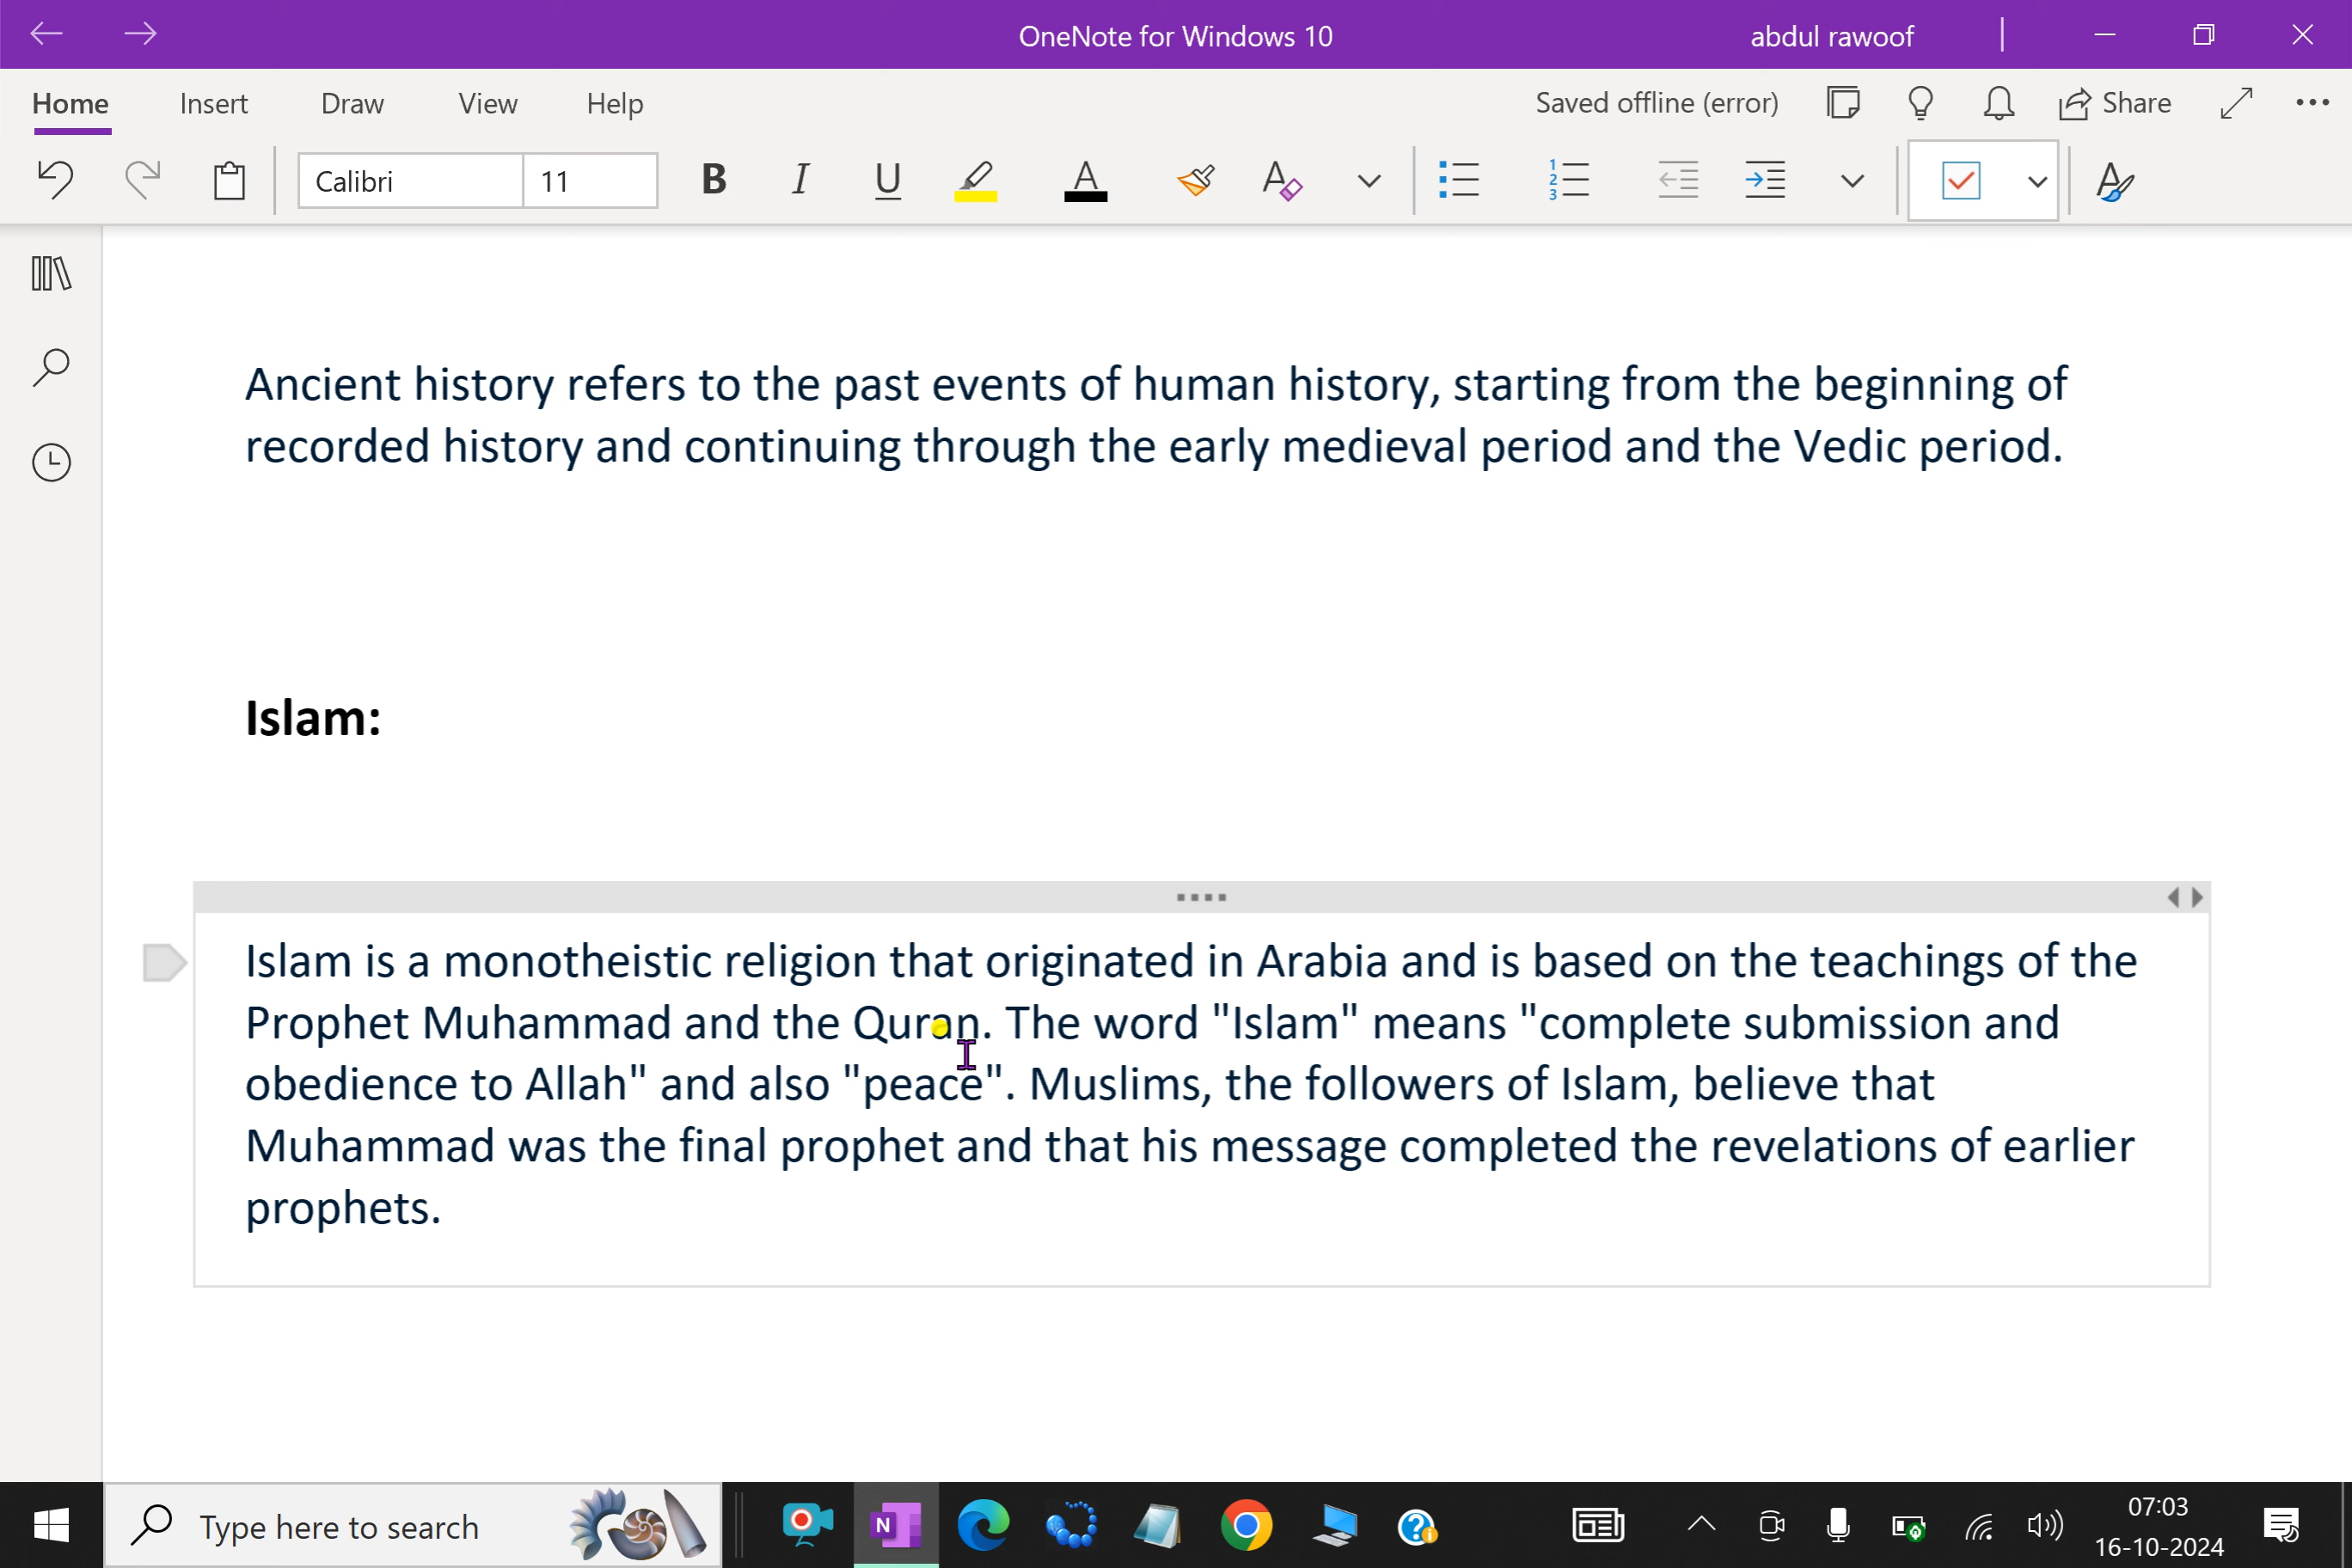 OneNote for Windows 10
abdul rawoof
Home Insert Draw View Help
Saved offline (error)
Share
Calibri 11 B I U A A
1
2
3
Ancient history refers to the past events of human history, starting from the beginning of
recorded history and continuing through the early medieval period and the Vedic period.
Islam:
Islam is a monotheistic religion that originated in Arabia and is based on the teachings of the
Prophet Muhammad and the Quran. The word "Islam" means "complete submission and
obedience to Allah" and also "peace". Muslims, the followers of Islam, believe that
Muhammad was the final prophet and that his message completed the revelations of earlier
prophets.
Type here to search
N
07:03
16-10-2024